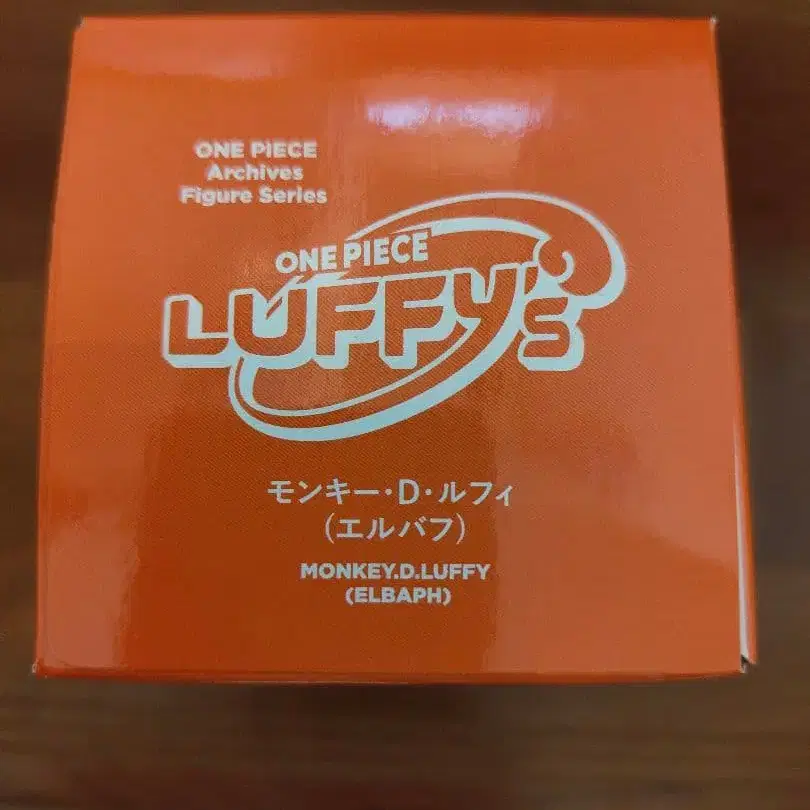 ONE PIECE
Archives
Figure Series
ONE PIECE
LUFFY's
モンキー・D・ルフィ
(エルバフ)
MONKEY.D.LUFFY
(ELBAPH)